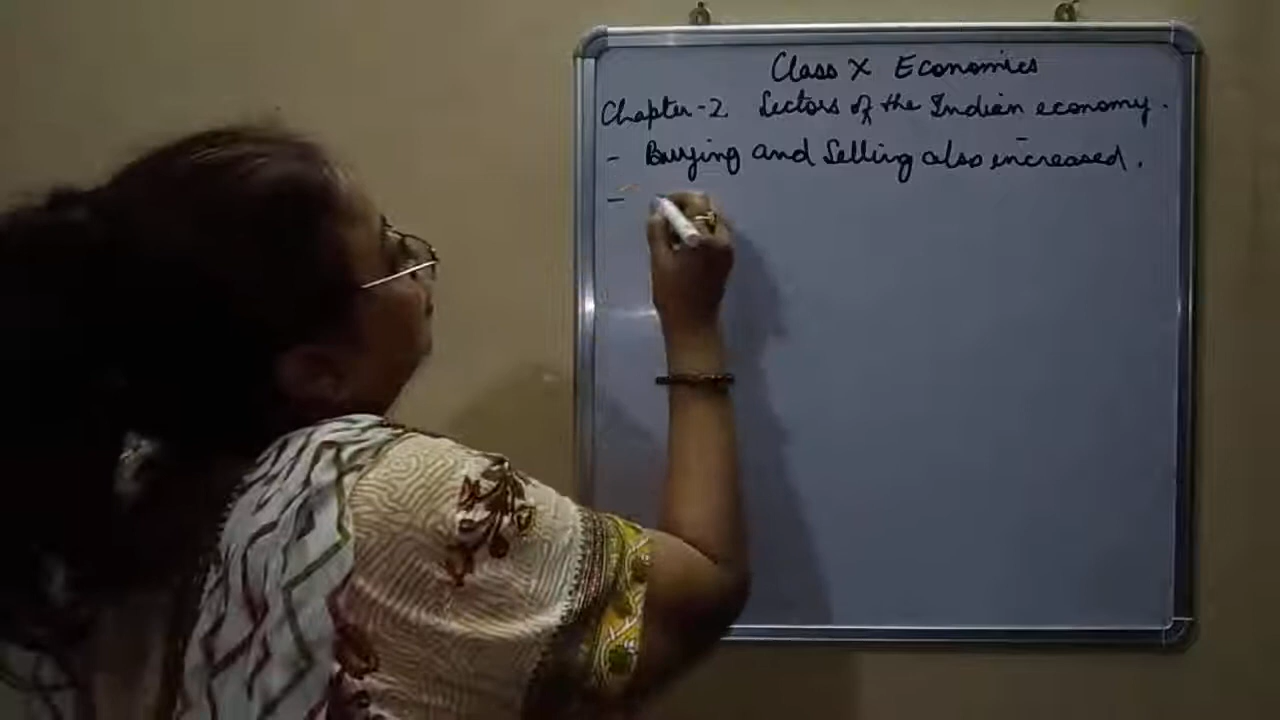 Class X Economics
Chapter-2 Sectors of the Indian economy.
- Buying and Selling also increased.
-